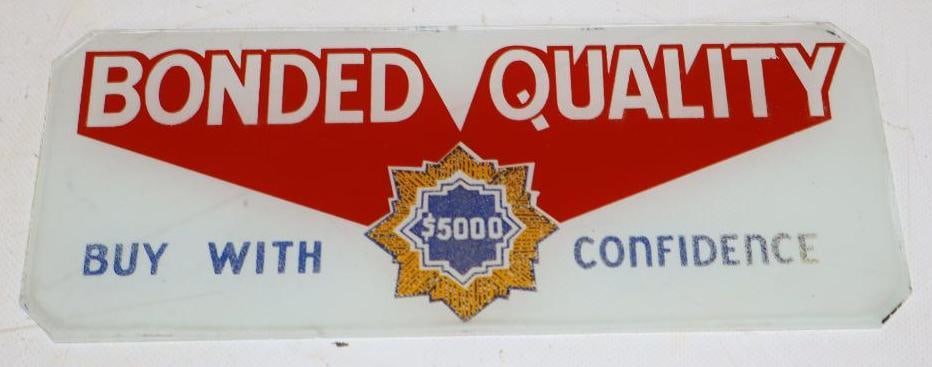 BONDED QUALITY
$5000
BUY WITH CONFIDENCE